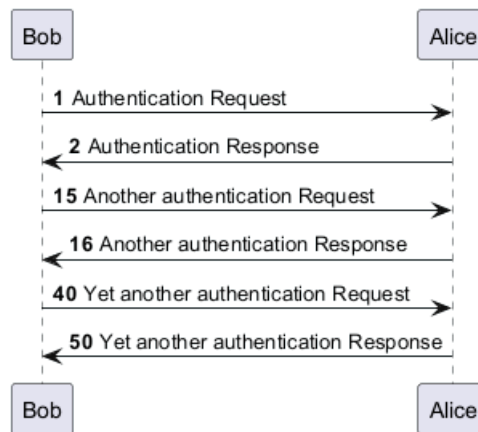 Bob Alice
1 Authentication Request
2 Authentication Response
15 Another authentication Request
16 Another authentication Response
40 Yet another authentication Request
50 Yet another authentication Response
Bob Alice